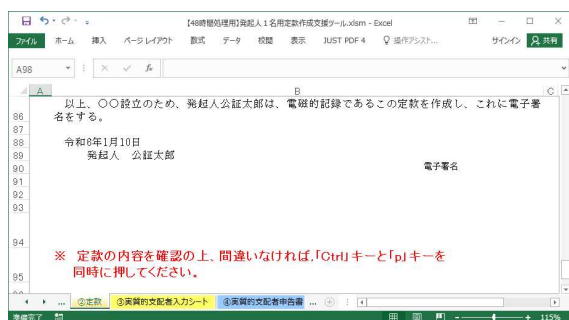 【48時間処理用】発起人１名用定款作成支援ツール.xlsm - Excel
ファイル ホーム 挿入 ページ レイアウト 数式 データ 校閲 表示 JUST PDF 4 操作アシスト... サインイン 共有
A98 fx
A B C
以上、〇〇設立のため、発起人公証太郎は、電磁的記録であるこの定款を作成し、これに電子署
86 名をする。
87
88 令和6年1月10日
89 発起人 公証太郎
90 電子署名
91
92
93
94
※ 定款の内容を確認の上、間違いなければ,「Ctrl」キーと「p」キーを
95 同時に押してください。
... ②定款 ③実質的支配者入力シート ④実質的支配者申告書 ...
準備完了 115%